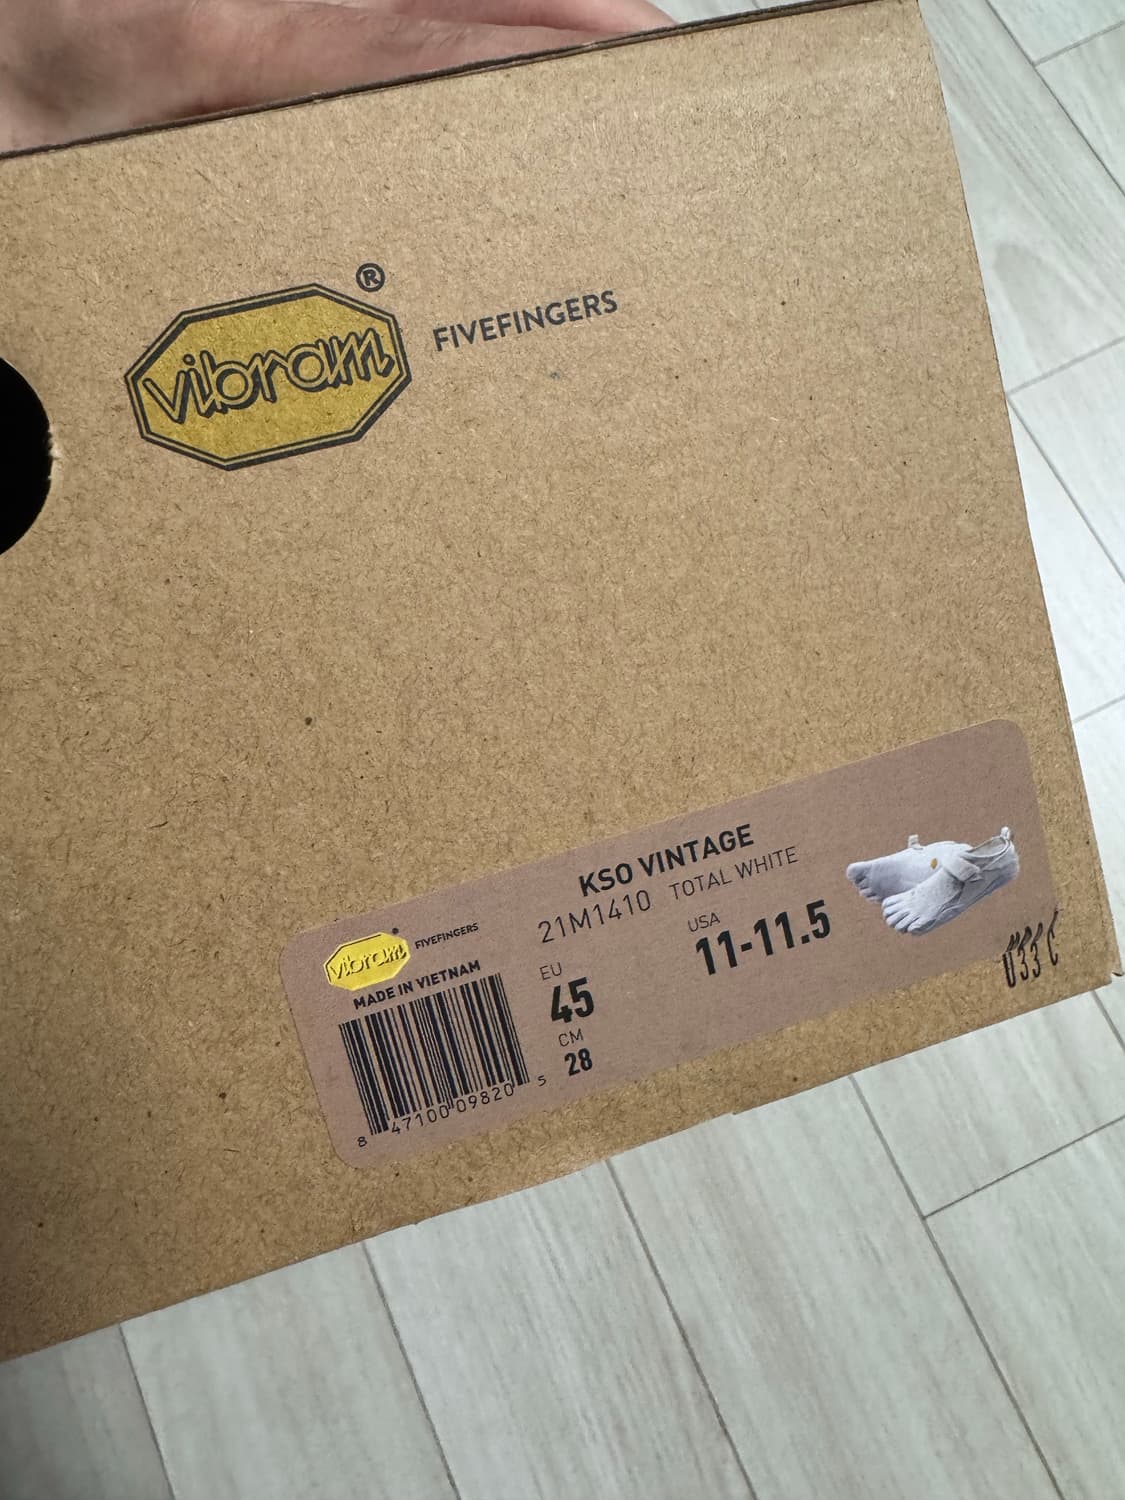 vibram®
FIVEFINGERS
KSO VINTAGE
21M1410 TOTAL WHITE
vibram
FIVEFINGERS
MADE IN VIETNAM
EU
45
CM
28
USA
11-11.5
8 47100 09820 5